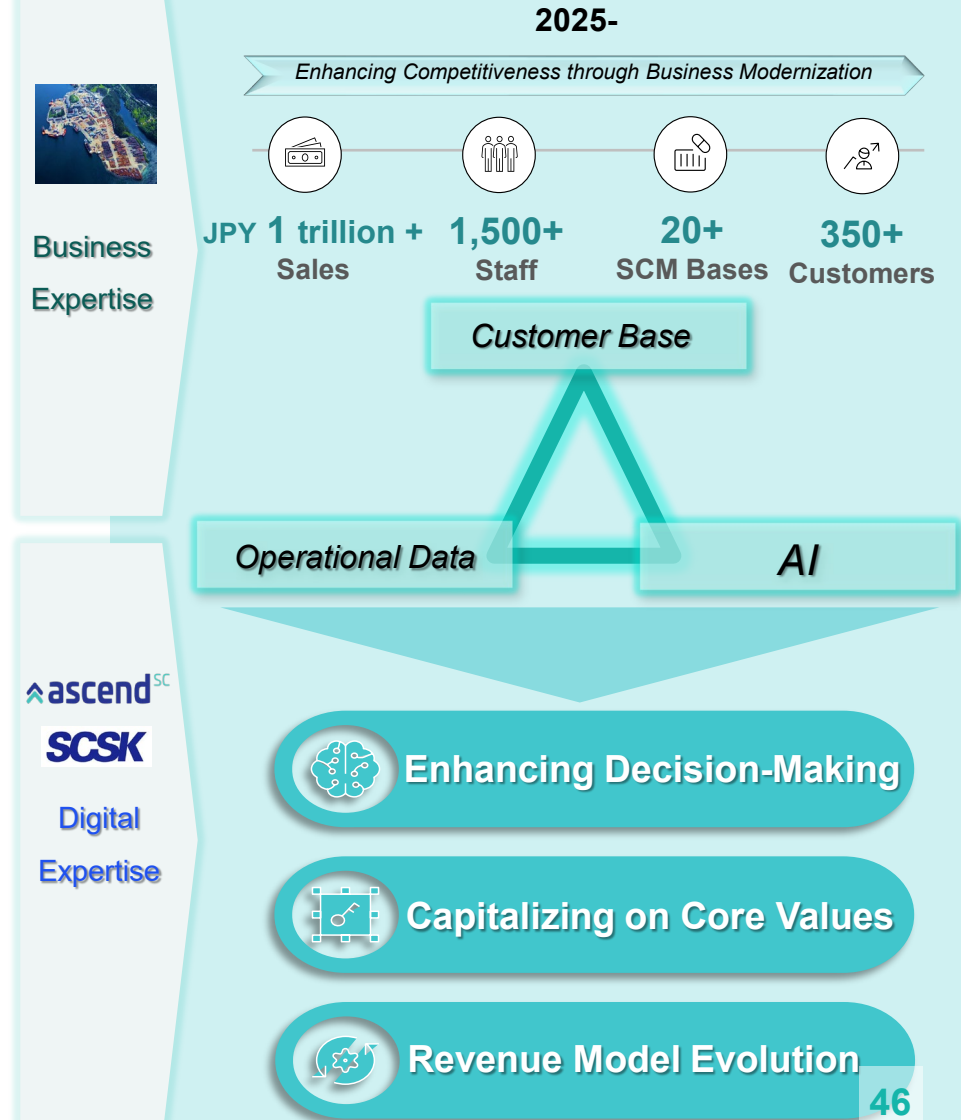 2025-
Enhancing Competitiveness through Business Modernization
Business
Expertise
JPY 1 trillion +
Sales
1,500+
Staff
20+
SCM Bases
350+
Customers
Customer Base
Operational Data
AI
ascend SC
SCSK
Digital
Expertise
Enhancing Decision-Making
Capitalizing on Core Values
Revenue Model Evolution
46